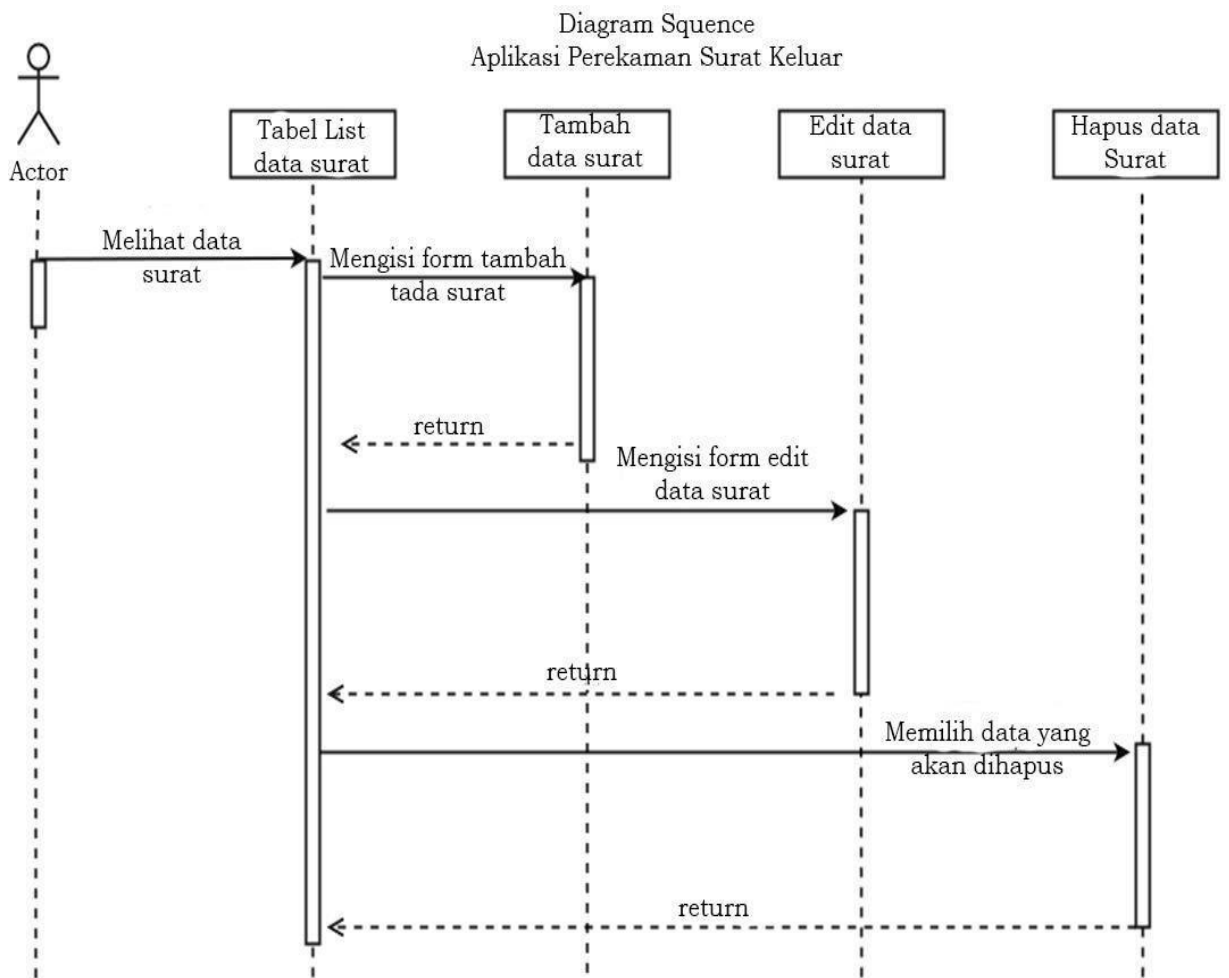 Diagram Squence
Aplikasi Perekaman Surat Keluar
Actor
Tabel List
data surat
Tambah
data surat
Edit data
surat
Hapus data
Surat
Melihat data
surat
Mengisi form tambah
tada surat
return
Mengisi form edit
data surat
return
Memilih data yang
akan dihapus
return